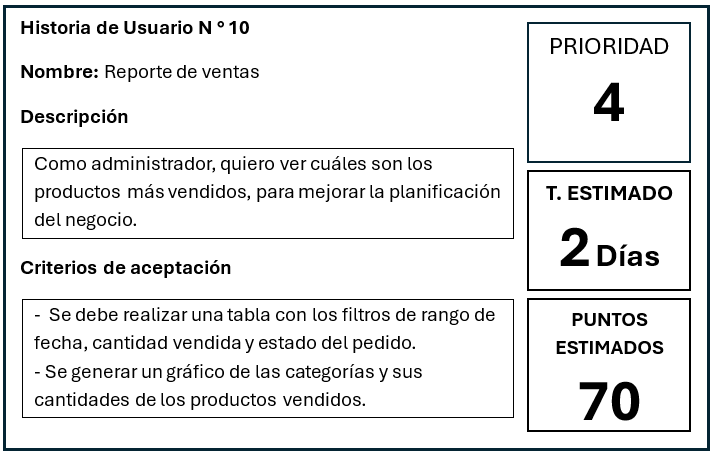 Historia de Usuario N ° 10
Nombre: Reporte de ventas
Descripción
Como administrador, quiero ver cuáles son los
productos más vendidos, para mejorar la planificación
del negocio.
Criterios de aceptación
- Se debe realizar una tabla con los filtros de rango de
fecha, cantidad vendida y estado del pedido.
- Se generar un gráfico de las categorías y sus
cantidades de los productos vendidos.
PRIORIDAD
4
T. ESTIMADO
2 Días
PUNTOS
ESTIMADOS
70